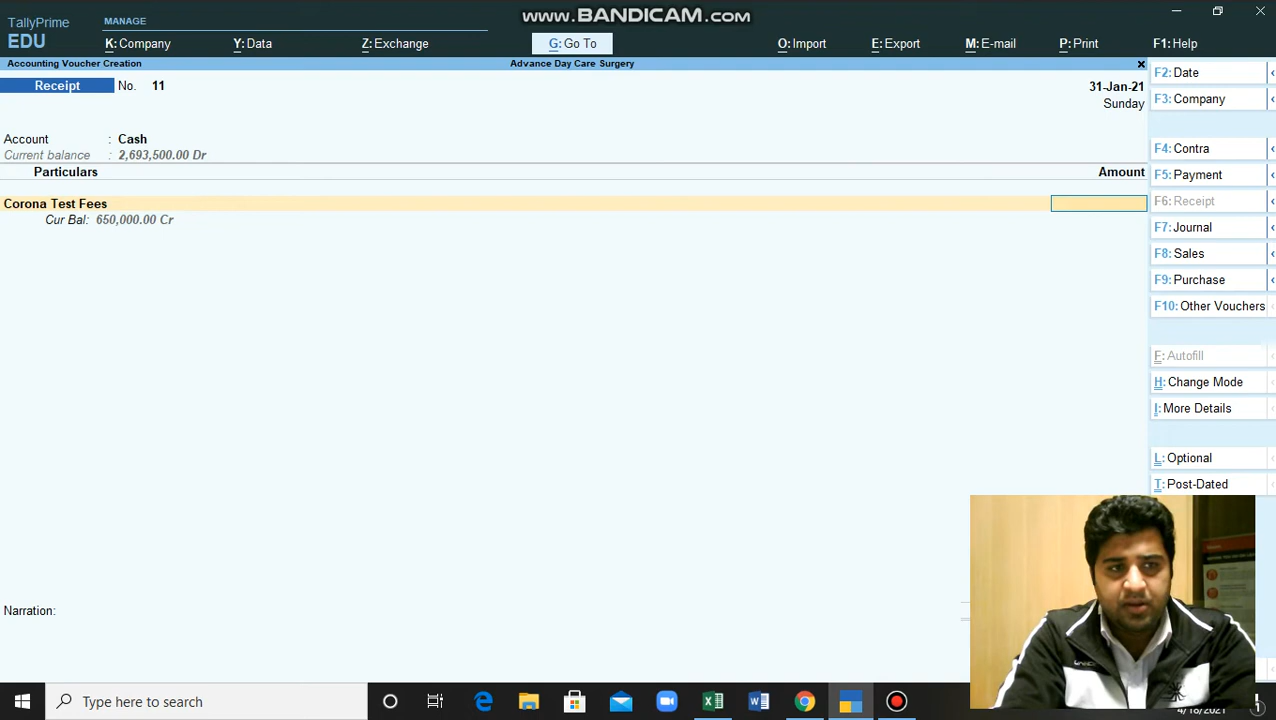 www.BANDICAM.com
TallyPrime
EDU
MANAGE
K: Company
Y: Data
Z: Exchange
G: Go To
O: Import
E: Export
M: E-mail
P: Print
F1: Help
Accounting Voucher Creation
Advance Day Care Surgery
Receipt No. 11
31-Jan-21
Sunday
Account : Cash
Current balance : 2,693,500.00 Dr
Particulars Amount
Corona Test Fees
Cur Bal: 650,000.00 Cr
Narration:
F2: Date
F3: Company
F4: Contra
F5: Payment
F6: Receipt
F7: Journal
F8: Sales
F9: Purchase
F10: Other Vouchers
F: Autofill
H: Change Mode
I: More Details
L: Optional
T: Post-Dated
Type here to search
4/18/2021